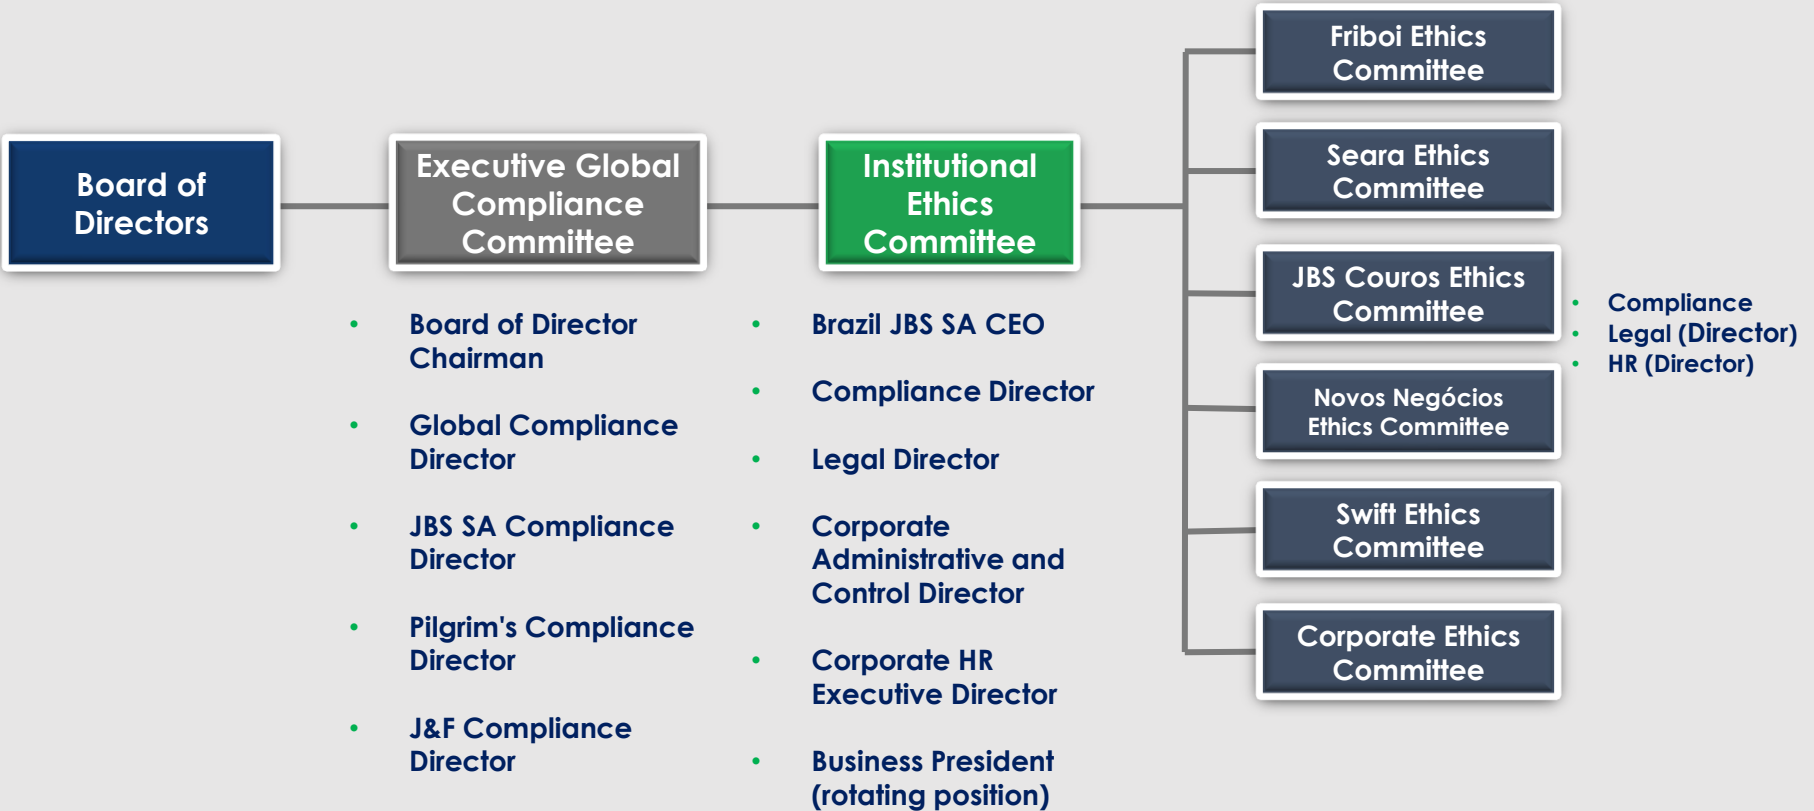 Board of
Directors
Executive Global
Compliance
Committee
• Board of Director
Chairman
• Global Compliance
Director
• JBS SA Compliance
Director
• Pilgrim's Compliance
Director
• J&F Compliance
Director
Institutional
Ethics
Committee
• Brazil JBS SA CEO
• Compliance Director
• Legal Director
• Corporate
Administrative and
Control Director
• Corporate HR
Executive Director
• Business President
(rotating position)
Friboi Ethics
Committee
Seara Ethics
Committee
JBS Couros Ethics
Committee
Novos Negócios
Ethics Committee
Swift Ethics
Committee
Corporate Ethics
Committee
• Compliance
• Legal (Director)
• HR (Director)